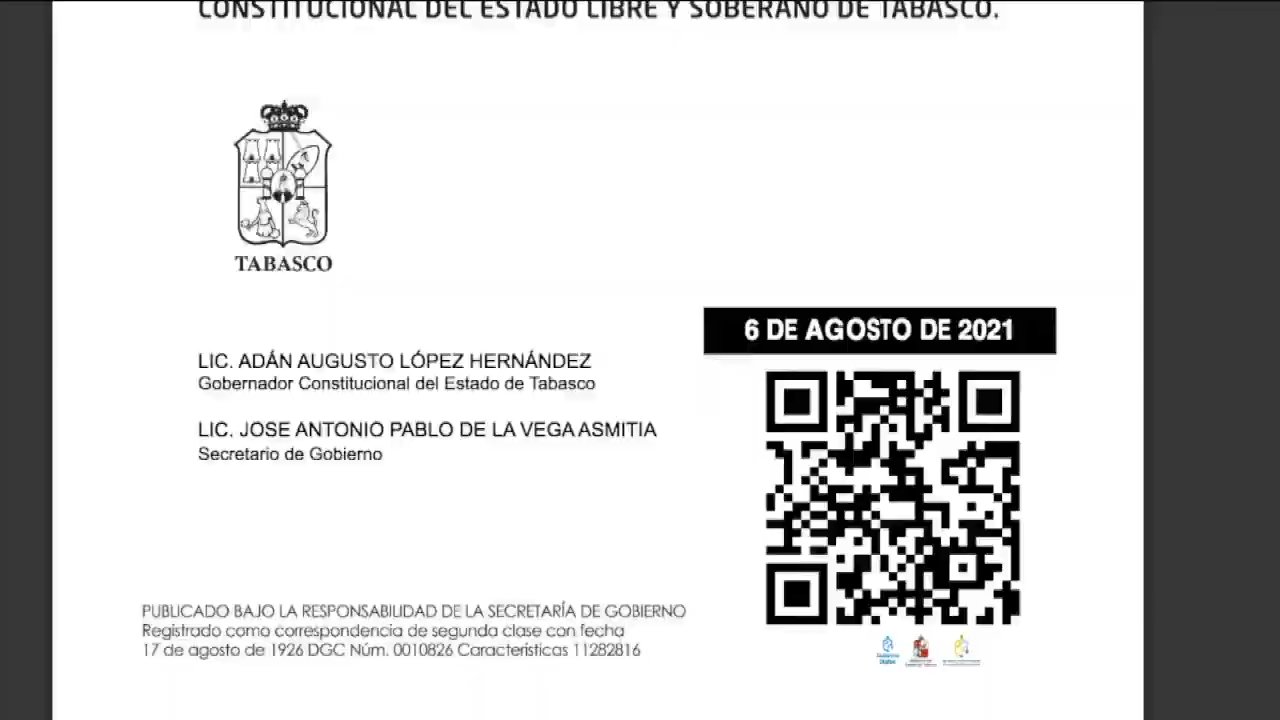 CONSTITUCIONAL DEL ESTADO LIBRE Y SOBERANO DE TABASCO.
TABASCO
6 DE AGOSTO DE 2021
LIC. ADÁN AUGUSTO LÓPEZ HERNÁNDEZ
Gobernador Constitucional del Estado de Tabasco
LIC. JOSE ANTONIO PABLO DE LA VEGA ASMITIA
Secretario de Gobierno
PUBLICADO BAJO LA RESPONSABILIDAD DE LA SECRETARÍA DE GOBIERNO
Registrado como correspondencia de segunda clase con fecha
17 de agosto de 1926 DGC Núm. 0010826 Características 11282816